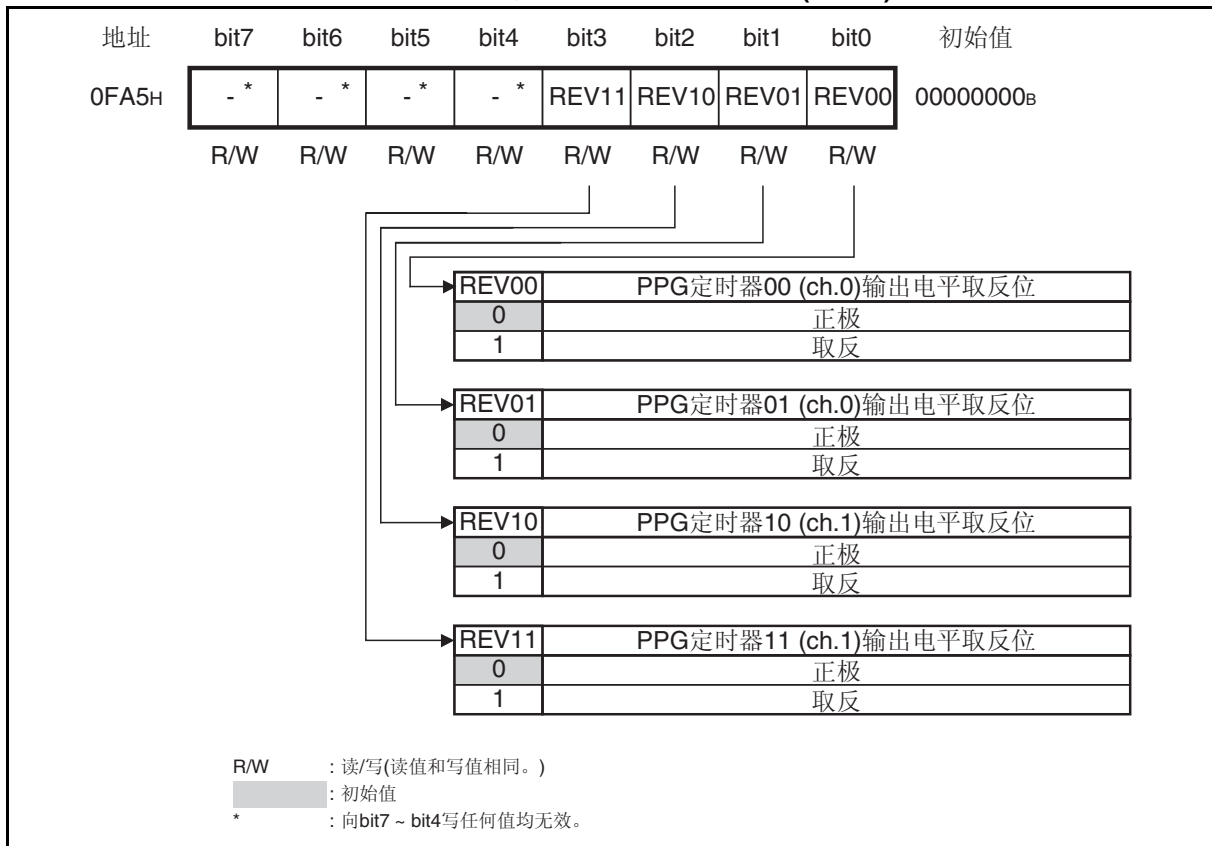 地址 bit7 bit6 bit5 bit4 bit3 bit2 bit1 bit0 初始值
0FA5H - * - * - * - * REV11 REV10 REV01 REV00 00000000B
R/W R/W R/W R/W R/W R/W R/W R/W
REV00 PPG定时器00 (ch.0)输出电平取反位
0 正极
1 取反
REV01 PPG定时器01 (ch.0)输出电平取反位
0 正极
1 取反
REV10 PPG定时器10 (ch.1)输出电平取反位
0 正极
1 取反
REV11 PPG定时器11 (ch.1)输出电平取反位
0 正极
1 取反
R/W : 读/写(读值和写值相同。)
: 初始值
* : 向bit7 ~ bit4写任何值均无效。